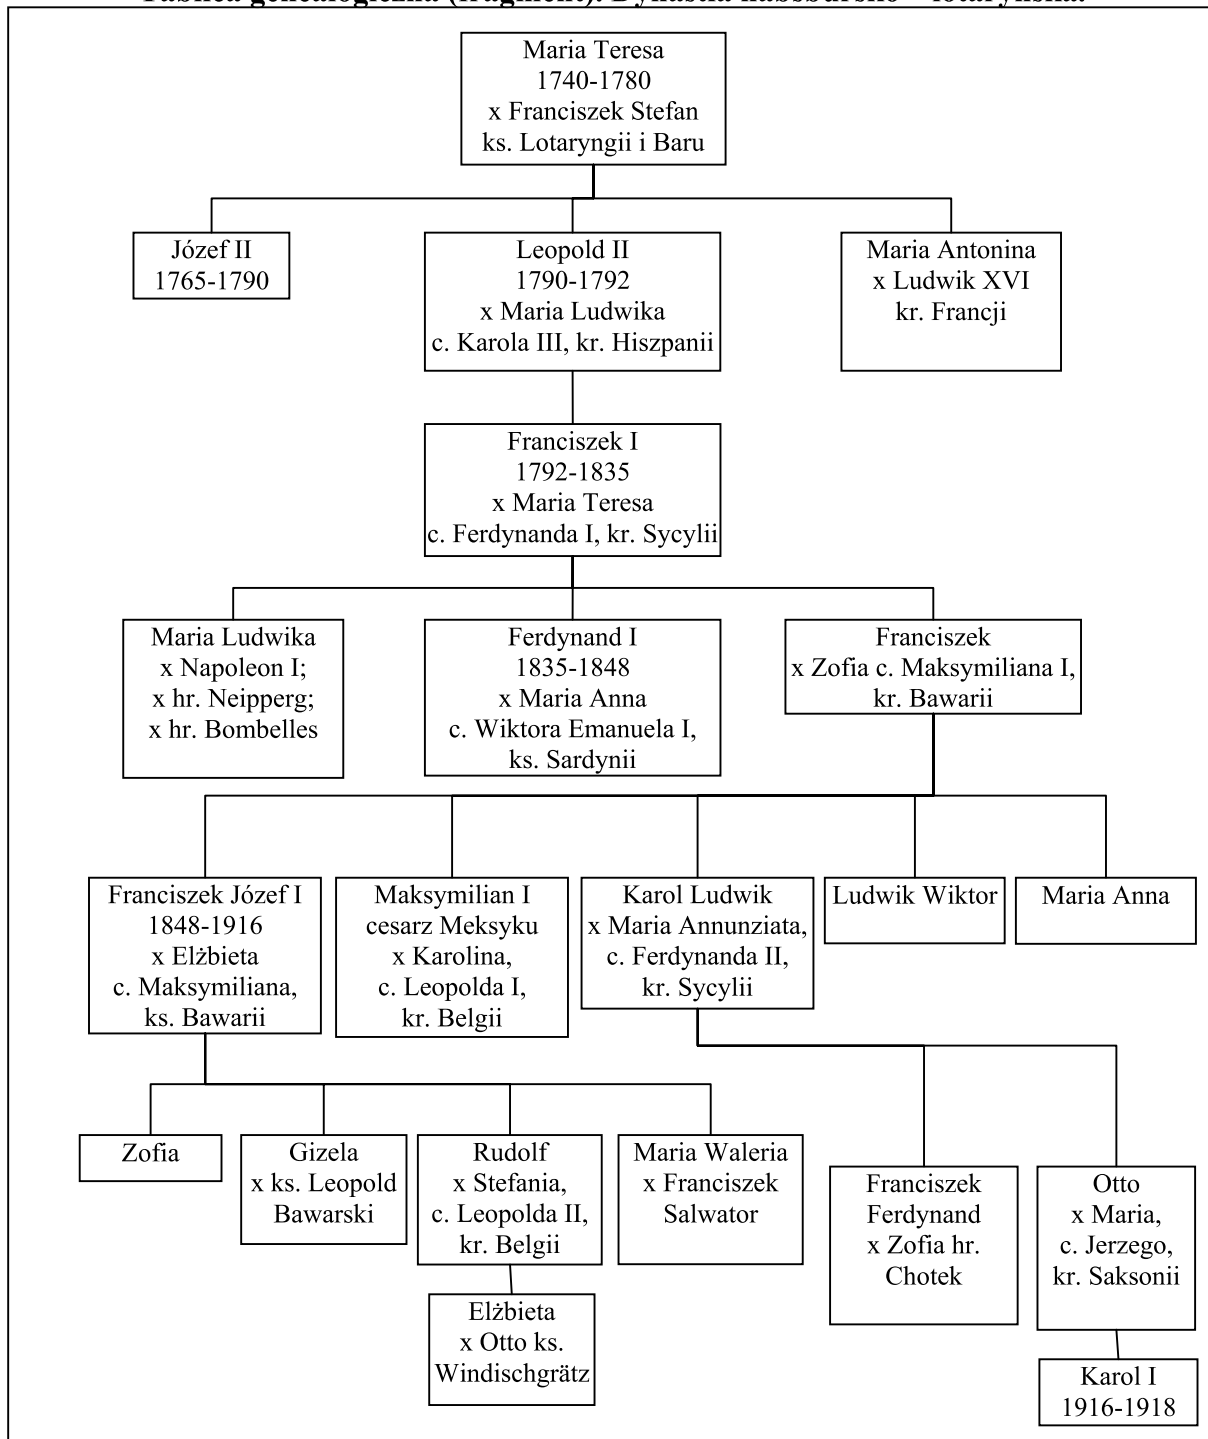 Tablica genealogiczna (fragment). Dynastia habsbursko – lotaryńska.
Maria Teresa
1740-1780
x Franciszek Stefan
ks. Lotaryngii i Baru
Józef II
1765-1790
Leopold II
1790-1792
x Maria Ludwika
c. Karola III, kr. Hiszpanii
Maria Antonina
x Ludwik XVI
kr. Francji
Franciszek I
1792-1835
x Maria Teresa
c. Ferdynanda I, kr. Sycylii
Maria Ludwika
x Napoleon I;
x hr. Neipperg;
x hr. Bombelles
Ferdynand I
1835-1848
x Maria Anna
c. Wiktora Emanuela I,
ks. Sardynii
Franciszek
x Zofia c. Maksymiliana I,
kr. Bawarii
Franciszek Józef I
1848-1916
x Elżbieta
c. Maksymiliana,
ks. Bawarii
Maksymilian I
cesarz Meksyku
x Karolina,
c. Leopolda I,
kr. Belgii
Karol Ludwik
x Maria Annunziata,
c. Ferdynanda II,
kr. Sycylii
Ludwik Wiktor
Maria Anna
Zofia
Gizela
x ks. Leopold
Bawarski
Rudolf
x Stefania,
c. Leopolda II,
kr. Belgii
Maria Waleria
x Franciszek
Salwator
Franciszek
Ferdynand
x Zofia hr.
Chotek
Otto
x Maria,
c. Jerzego,
kr. Saksonii
Elżbieta
x Otto ks.
Windischgrätz
Karol I
1916-1918